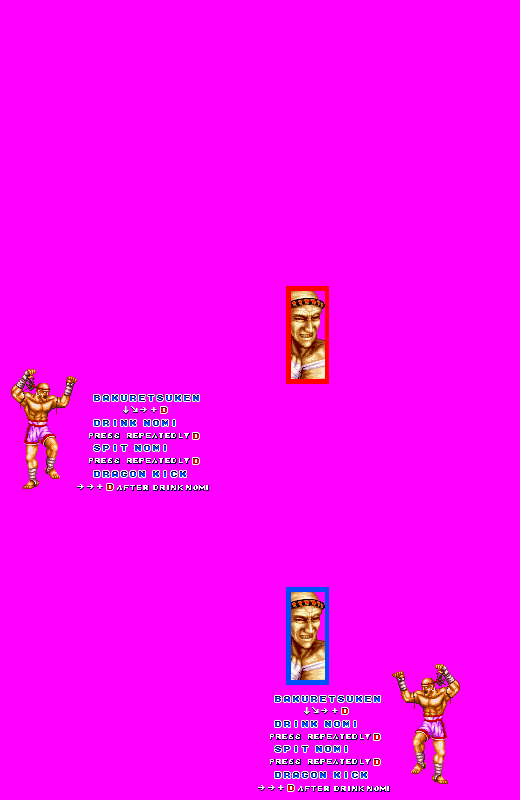 BAKURETSUKEN
↓↘→+D
DRINK NOMI
PRESS REPEATEDLY D
SPIT NOMI
PRESS REPEATEDLY D
DRAGON KICK
→→+D AFTER DRINK NOMI
BAKURETSUKEN
↓↘→+D
DRINK NOMI
PRESS REPEATEDLY D
SPIT NOMI
PRESS REPEATEDLY D
DRAGON KICK
→→+D AFTER DRINK NOMI